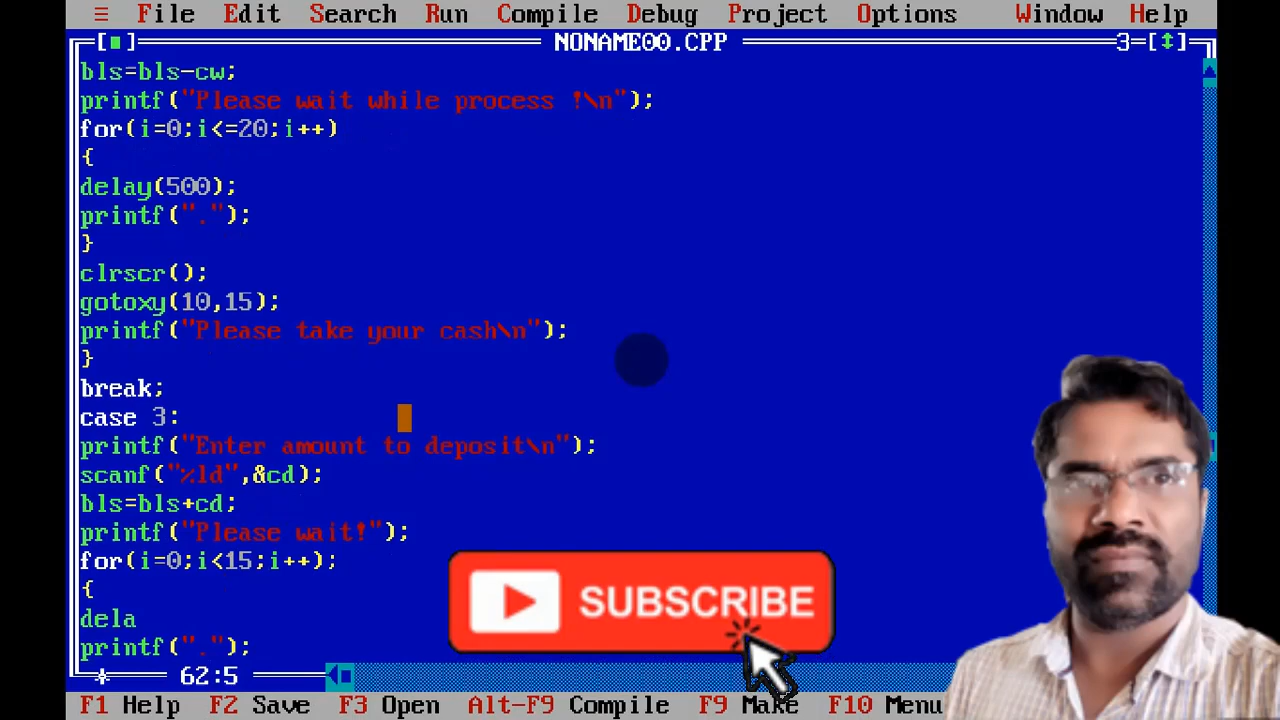 ≡ File Edit Search Run Compile Debug Project Options Window Help
[■] NONAME00.CPP 3=[↕]
bls=bls-cw;
printf("Please wait while process !\n");
for(i=0;i<=20;i++)
{
delay(500);
printf(".");
}
clrscr();
gotoxy(10,15);
printf("Please take your cash\n");
}
break;
case 3:
printf("Enter amount to deposit\n");
scanf("%ld",&cd);
bls=bls+cd;
printf("Please wait!");
for(i=0;i<15;i++);
{
dela
printf(".");
SUBSCRIBE
* 62:5
F1 Help F2 Save F3 Open Alt-F9 Compile F9 Make F10 Menu